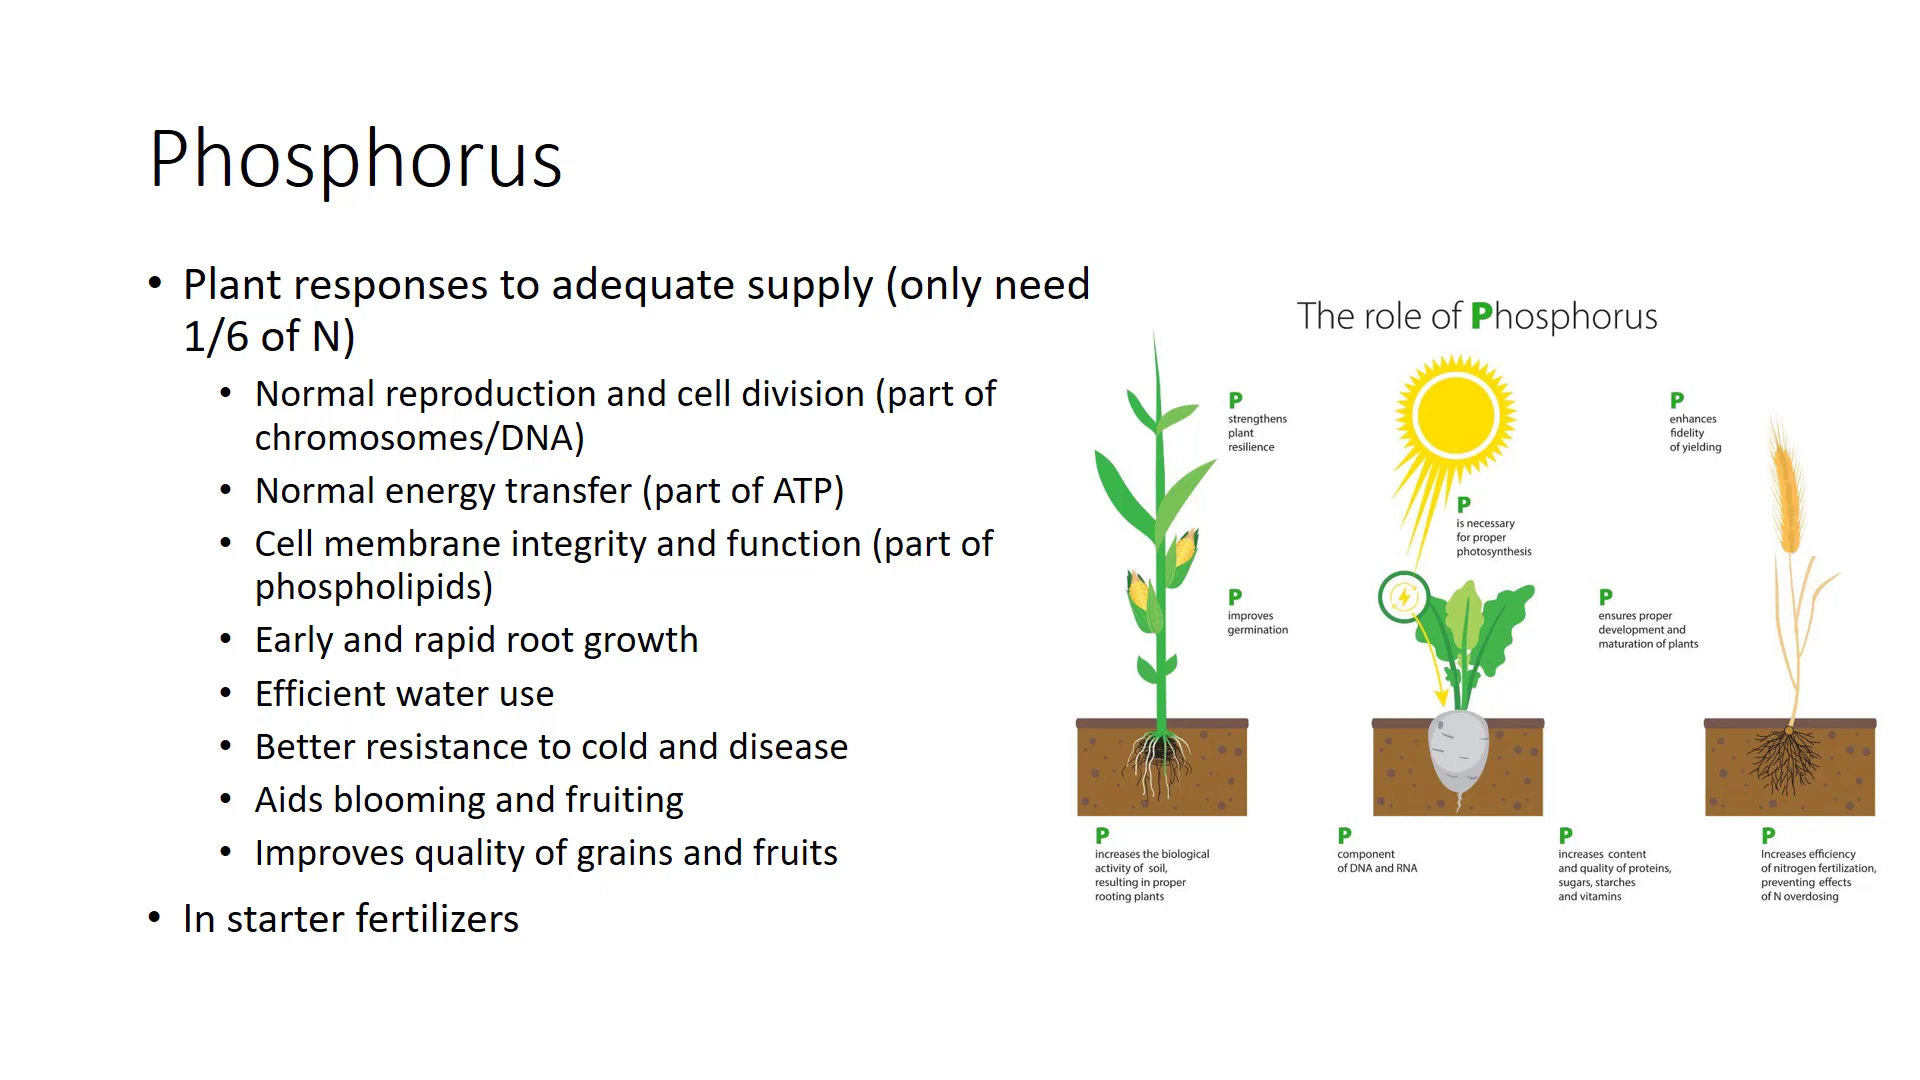 Phosphorus
• Plant responses to adequate supply (only need
1/6 of N)
• Normal reproduction and cell division (part of
chromosomes/DNA)
• Normal energy transfer (part of ATP)
• Cell membrane integrity and function (part of
phospholipids)
• Early and rapid root growth
• Efficient water use
• Better resistance to cold and disease
• Aids blooming and fruiting
• Improves quality of grains and fruits
• In starter fertilizers
The role of Phosphorus
P
strengthens
plant
resilience
P
enhances
fidelity
of yielding
P
is necessary
for proper
photosynthesis
P
improves
germination
P
ensures proper
development and
maturation of plants
P
increases the biological
activity of soil,
resulting in proper
rooting plants
P
component
of DNA and RNA
P
increases content
and quality of proteins,
sugars, starches
and vitamins
P
Increases efficiency
of nitrogen fertilization,
preventing effects
of N overdosing